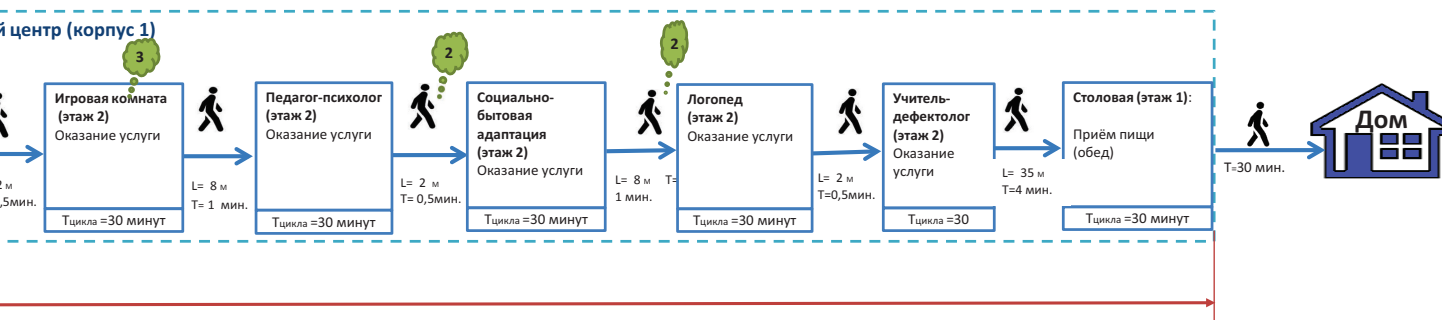 й центр (корпус 1)
3
2
2
Игровая комната
(этаж 2)
Оказание услуги
Tцикла =30 минут
Педагог-психолог
(этаж 2)
Оказание услуги
Tцикла =30 минут
Социально-
бытовая
адаптация
(этаж 2)
Оказание услуги
Tцикла =30 минут
Логопед
(этаж 2)
Оказание услуги
Tцикла =30 минут
Учитель-
дефектолог
(этаж 2)
Оказание
услуги
Tцикла =30
Столовая (этаж 1):
Приём пищи
(обед)
Tцикла =30 минут
Дом
2 м
,5мин.
L= 8 м
T= 1 мин.
L= 2 м
T= 0,5мин.
L= 8 м T=
1 мин.
L= 2 м
T=0,5мин.
L= 35 м
T=4 мин.
T=30 мин.